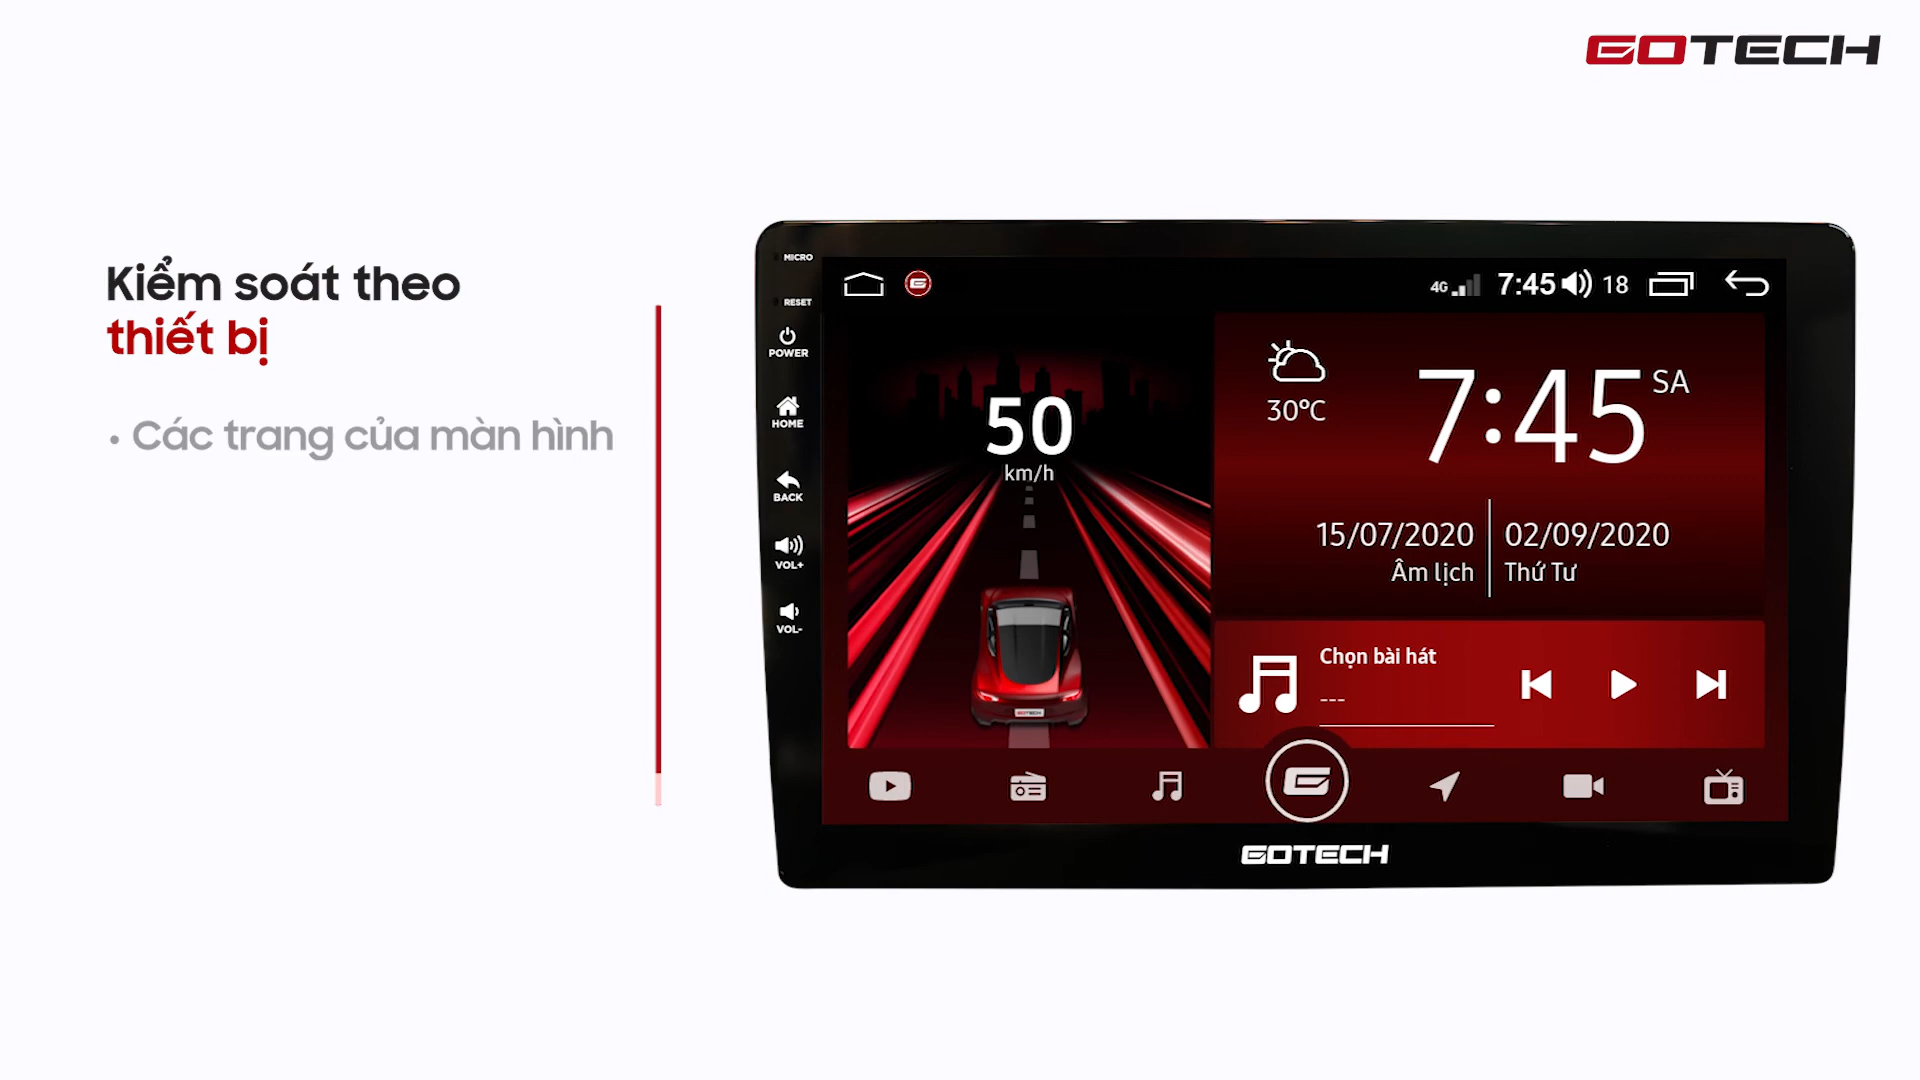 GOTECH
Kiểm soát theo
thiết bị
• Các trang của màn hình
MICRO
RESET
POWER
HOME
BACK
VOL+
VOL-
4G 7:45 18
50
km/h
30°C
7:45 SA
15/07/2020
Âm lịch
02/09/2020
Thứ Tư
Chọn bài hát
---
GOTECH
GOTECH